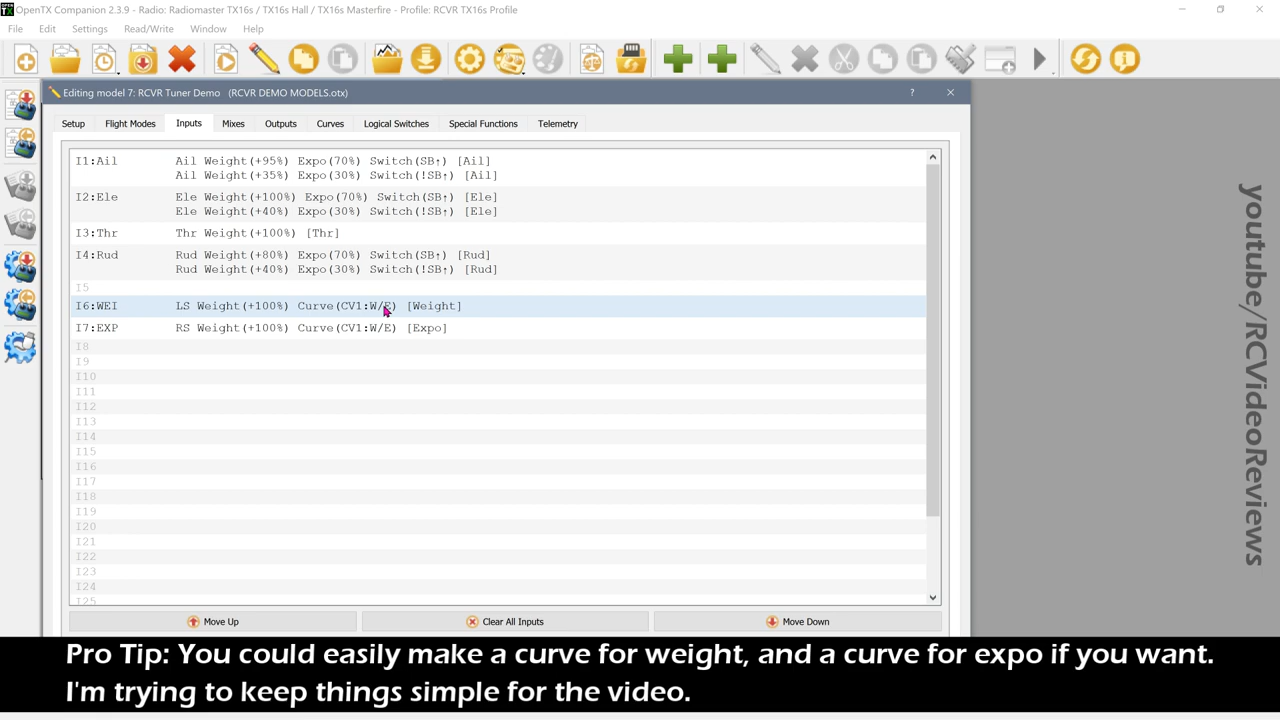 OPEN TX
OpenTX Companion 2.3.9 - Radio: Radiomaster TX16s / TX16s Hall / TX16s Masterfire - Profile: RCVR TX16s Profile
File Edit Settings Read/Write Window Help
Editing model 7: RCVR Tuner Demo (RCVR DEMO MODELS.otx)
Setup Flight Modes Inputs Mixes Outputs Curves Logical Switches Special Functions Telemetry
I1:Ail Ail Weight(+95%) Expo(70%) Switch(SB↑) [Ail]
Ail Weight(+35%) Expo(30%) Switch(!SB↑) [Ail]
I2:Ele Ele Weight(+100%) Expo(70%) Switch(SB↑) [Ele]
Ele Weight(+40%) Expo(30%) Switch(!SB↑) [Ele]
I3:Thr Thr Weight(+100%) [Thr]
I4:Rud Rud Weight(+80%) Expo(70%) Switch(SB↑) [Rud]
Rud Weight(+40%) Expo(30%) Switch(!SB↑) [Rud]
I5
I6:WEI LS Weight(+100%) Curve(CV1:W/E) [Weight]
I7:EXP RS Weight(+100%) Curve(CV1:W/E) [Expo]
I8
I9
I10
I11
I12
I13
I14
I15
I16
I17
I18
I19
I20
I21
I22
I23
I24
I25
Move Up Clear All Inputs Move Down
youtube/RCVideoReviews
Pro Tip: You could easily make a curve for weight, and a curve for expo if you want.
I'm trying to keep things simple for the video.